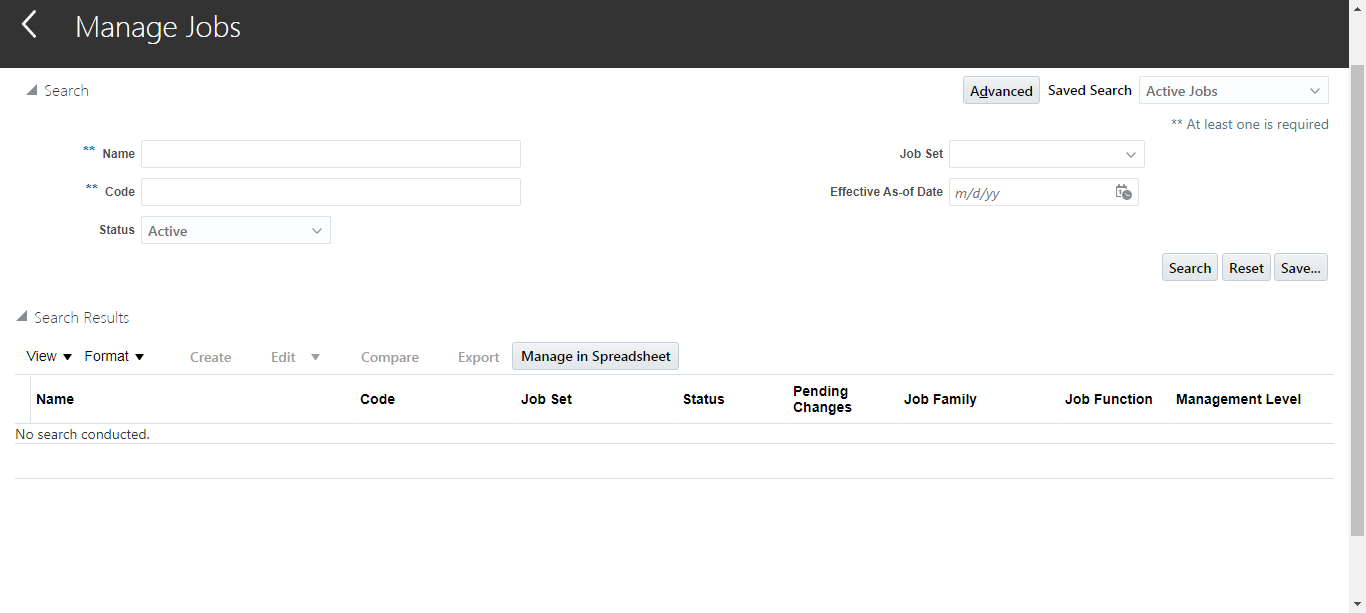 Manage Jobs
Search
Advanced Saved Search Active Jobs
** At least one is required
** Name Job Set
** Code Effective As-of Date m/d/yy
Status Active
Search Reset Save...
Search Results
View Format Create Edit Compare Export Manage in Spreadsheet
Name Code Job Set Status Pending Changes Job Family Job Function Management Level
No search conducted.